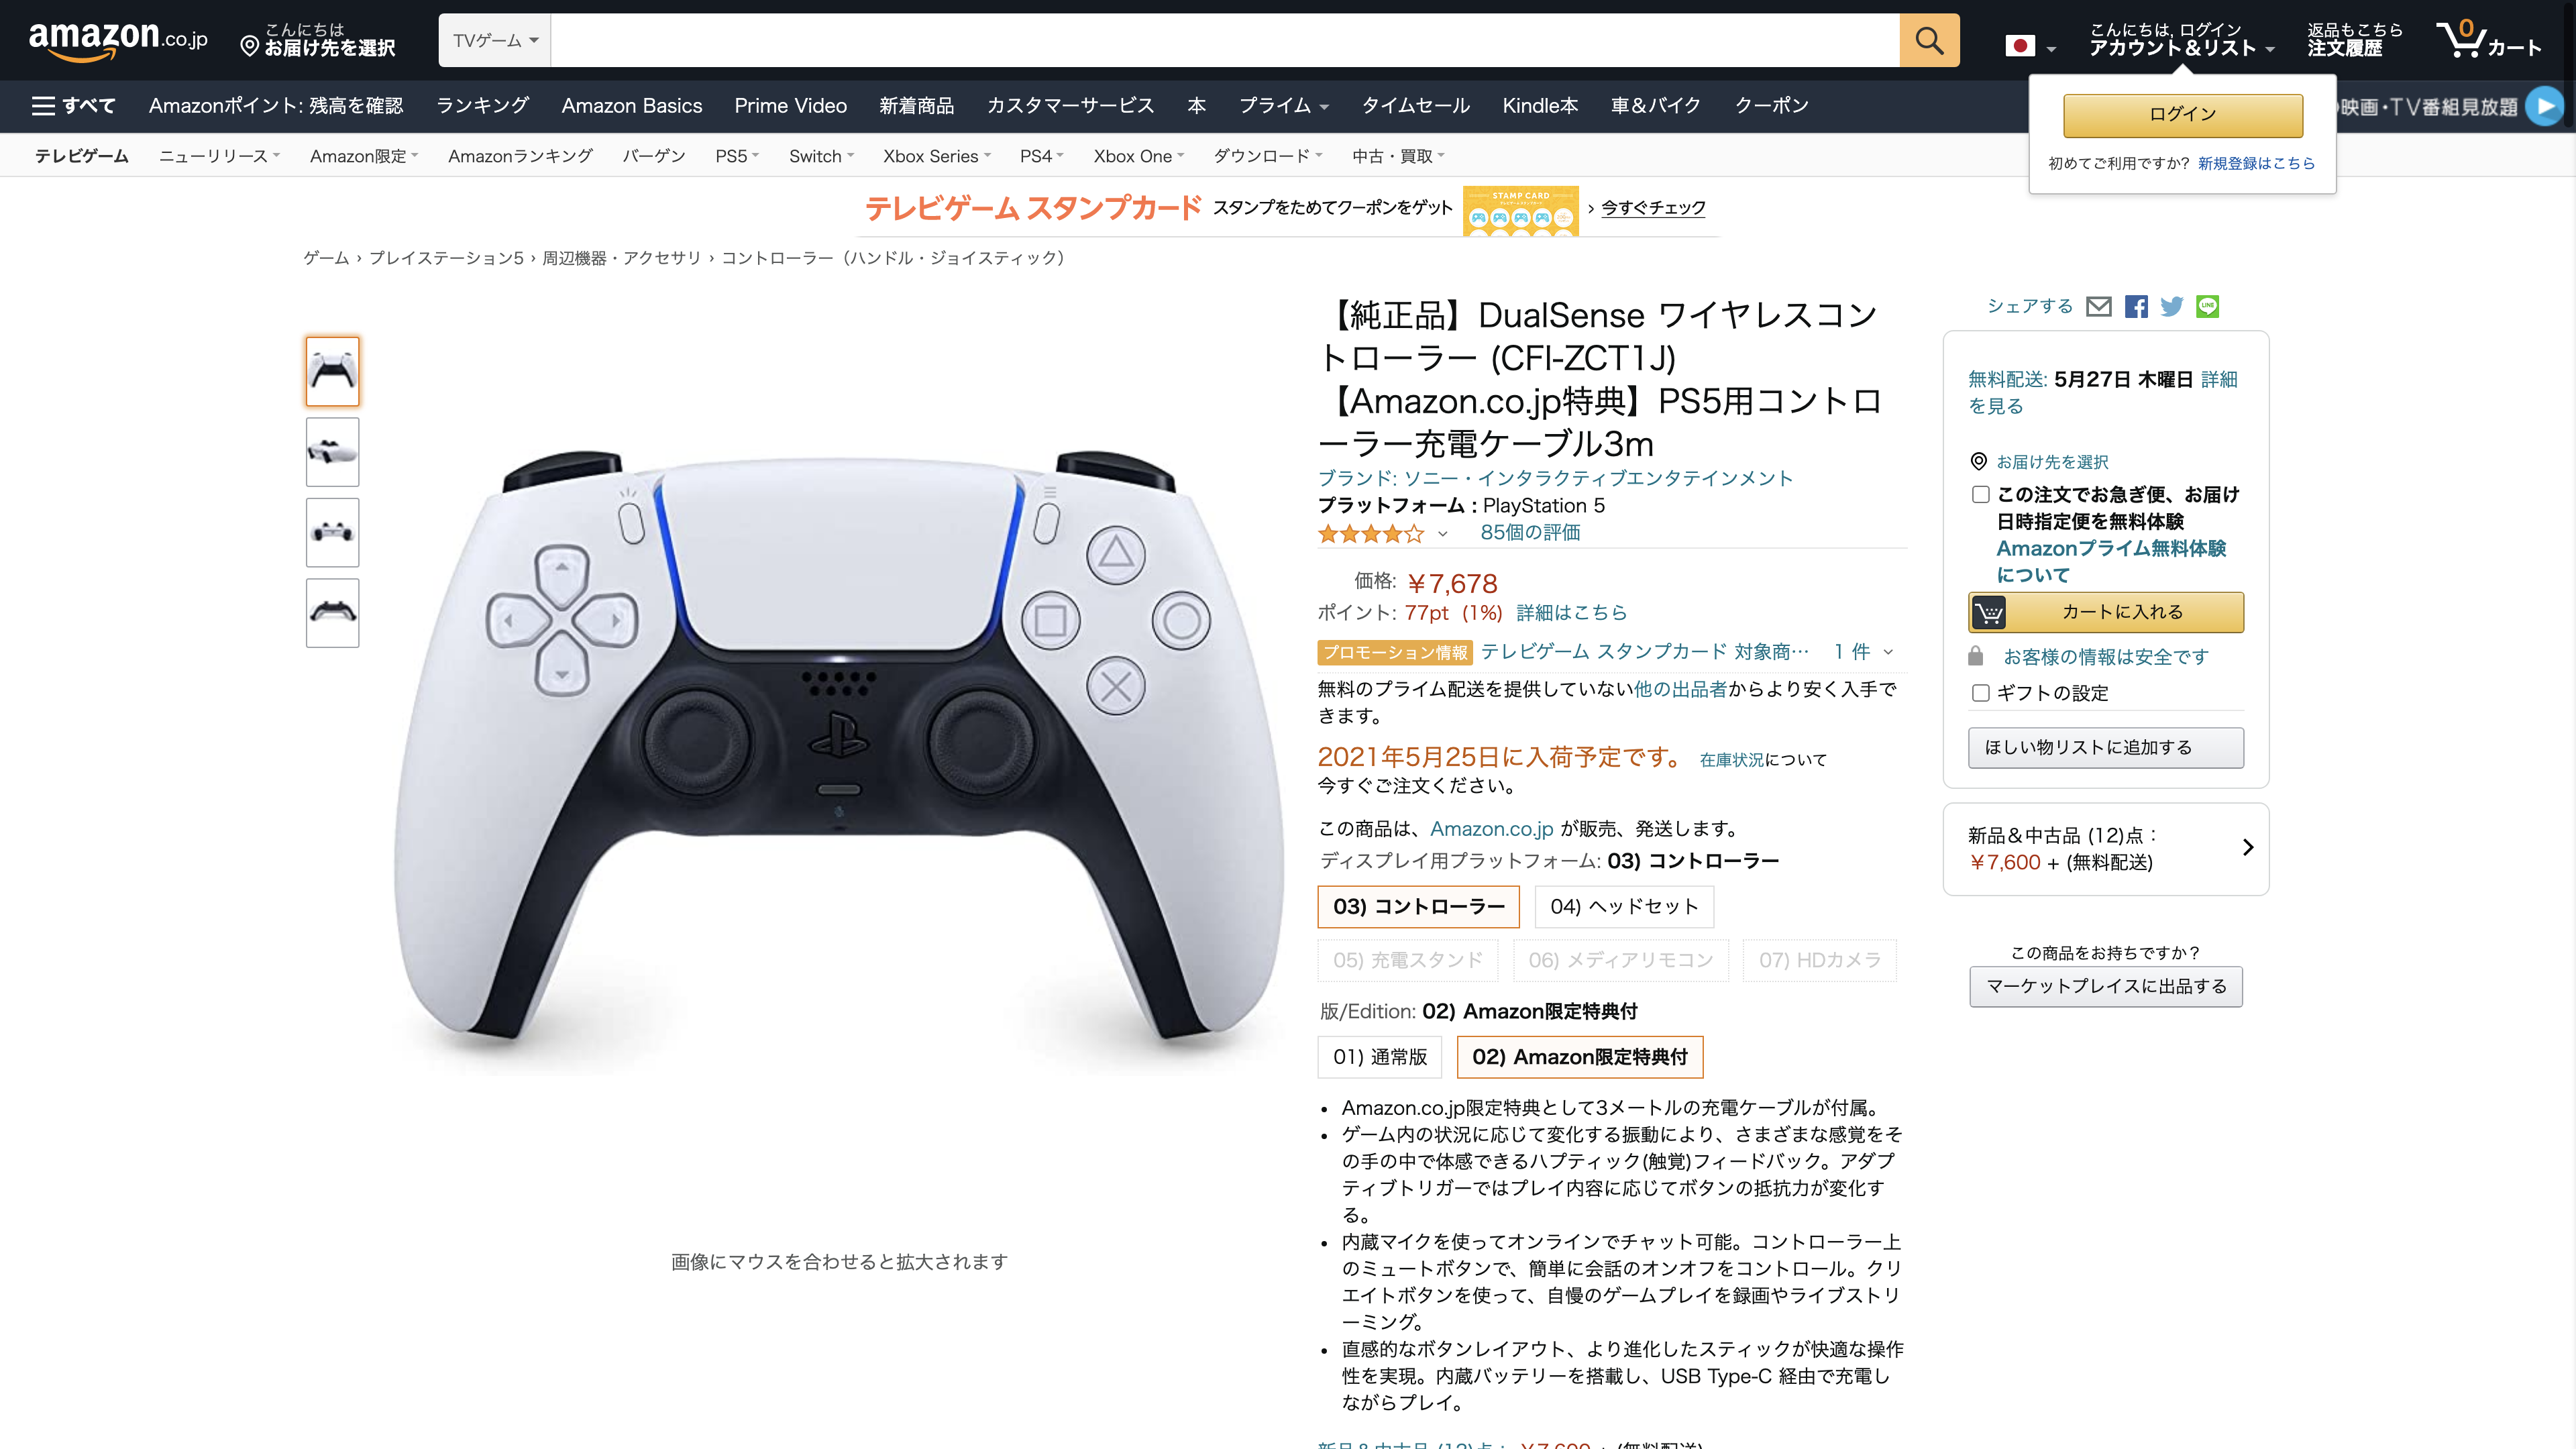 amazon.co.jp
こんにちは
お届け先を選択
TVゲーム
こんにちは, ログイン
アカウント＆リスト
返品もこちら
注文履歴
0
カート
すべて
Amazonポイント: 残高を確認
ランキング
Amazon Basics
Prime Video
新着商品
カスタマーサービス
本
プライム
タイムセール
Kindle本
車＆バイク
クーポン
映画・TV番組見放題
ログイン
初めてご利用ですか? 新規登録はこちら
テレビゲーム
ニューリリース
Amazon限定
Amazonランキング
バーゲン
PS5
Switch
Xbox Series
PS4
Xbox One
ダウンロード
中古・買取
テレビゲーム スタンプカード スタンプをためてクーポンをゲット
STAMP CARD
› 今すぐチェック
ゲーム › プレイステーション5 › 周辺機器・アクセサリ › コントローラー（ハンドル・ジョイスティック）
【純正品】DualSense ワイヤレスコン
トローラー (CFI-ZCT1J)
【Amazon.co.jp特典】PS5用コントロ
ーラー充電ケーブル3m
ブランド: ソニー・インタラクティブエンタテインメント
プラットフォーム : PlayStation 5
85個の評価
価格: ￥7,678
ポイント: 77pt (1%) 詳細はこちら
プロモーション情報 テレビゲーム スタンプカード 対象商… 1 件
無料のプライム配送を提供していない他の出品者からより安く入手で
きます。
2021年5月25日に入荷予定です。 在庫状況について
今すぐご注文ください。
この商品は、Amazon.co.jp が販売、発送します。
ディスプレイ用プラットフォーム: 03) コントローラー
03) コントローラー
04) ヘッドセット
05) 充電スタンド
06) メディアリモコン
07) HDカメラ
版/Edition: 02) Amazon限定特典付
01) 通常版
02) Amazon限定特典付
• Amazon.co.jp限定特典として3メートルの充電ケーブルが付属。
• ゲーム内の状況に応じて変化する振動により、さまざまな感覚をそ
の手の中で体感できるハプティック(触覚)フィードバック。アダプ
ティブトリガーではプレイ内容に応じてボタンの抵抗力が変化す
る。
• 内蔵マイクを使ってオンラインでチャット可能。コントローラー上
のミュートボタンで、簡単に会話のオンオフをコントロール。クリ
エイトボタンを使って、自慢のゲームプレイを録画やライブストリ
ーミング。
• 直感的なボタンレイアウト、より進化したスティックが快適な操作
性を実現。内蔵バッテリーを搭載し、USB Type-C 経由で充電し
ながらプレイ。
新品＆中古品 (12)点： ￥7,600 + (無料配送)
画像にマウスを合わせると拡大されます
シェアする
LINE
無料配送: 5月27日 木曜日 詳細
を見る
お届け先を選択
この注文でお急ぎ便、お届け
日時指定便を無料体験
Amazonプライム無料体験
について
カートに入れる
お客様の情報は安全です
ギフトの設定
ほしい物リストに追加する
新品＆中古品 (12)点：
￥7,600 + (無料配送)
この商品をお持ちですか？
マーケットプレイスに出品する